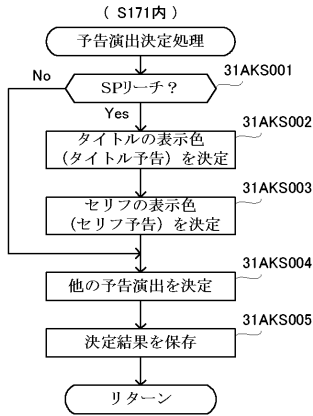 （ S171内 ）
予告演出決定処理
No
SPリーチ？
31AKS001
Yes
31AKS002
タイトルの表示色
（タイトル予告）を決定
31AKS003
セリフの表示色
（セリフ予告）を決定
31AKS004
他の予告演出を決定
31AKS005
決定結果を保存
リターン